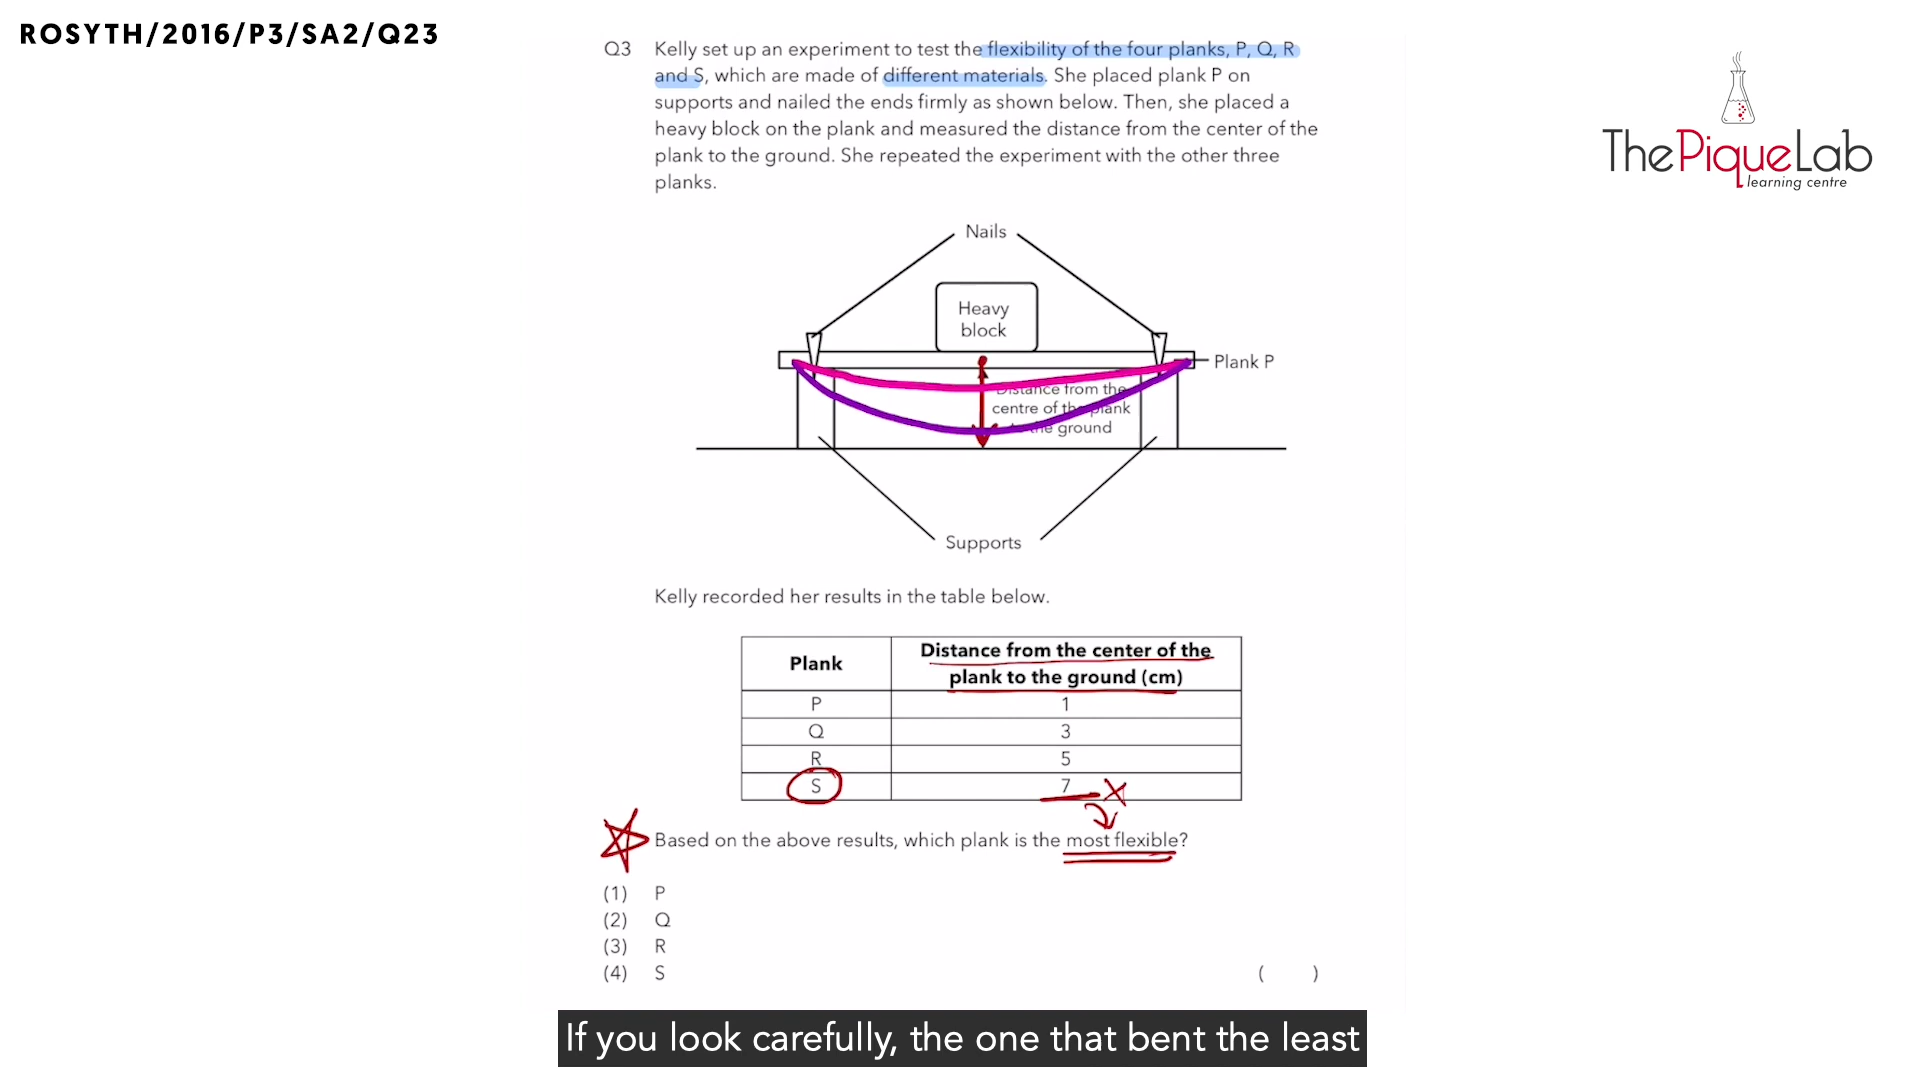 ROSYTH/2016/P3/SA2/Q23
Q3 Kelly set up an experiment to test the flexibility of the four planks, P, Q, R
and S, which are made of different materials. She placed plank P on
supports and nailed the ends firmly as shown below. Then, she placed a
heavy block on the plank and measured the distance from the center of the
plank to the ground. She repeated the experiment with the other three
planks.
ThePiqueLab
learning centre
Nails
Heavy
block
Plank P
Distance from the
centre of the plank
to the ground
Supports
Kelly recorded her results in the table below.
Plank
Distance from the center of the
plank to the ground (cm)
P 1
Q 3
R 5
S 7
Based on the above results, which plank is the most flexible?
(1) P
(2) Q
(3) R
(4) S
( )
If you look carefully, the one that bent the least